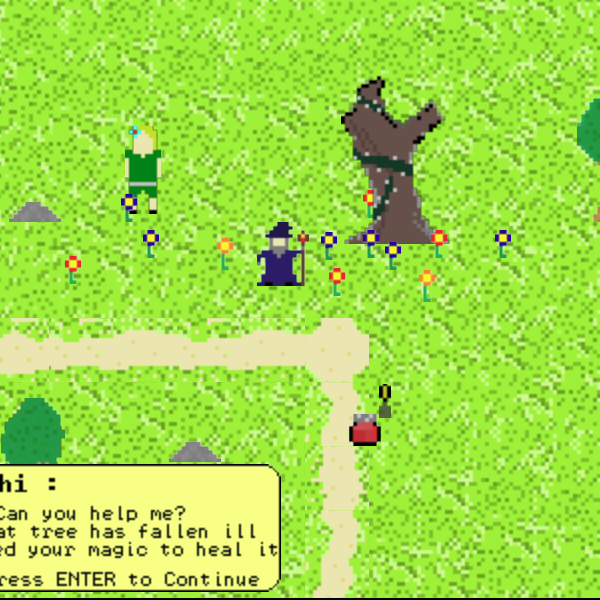 hi :
Can you help me?
at tree has fallen ill
ed your magic to heal it
ress ENTER to Continue